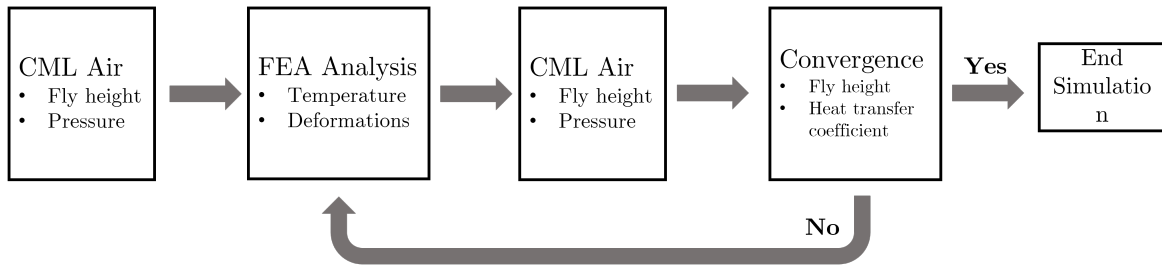 CML Air
• Fly height
• Pressure
FEA Analysis
• Temperature
• Deformations
CML Air
• Fly height
• Pressure
Convergence
• Fly height
• Heat transfer
coefficient
Yes
End
Simulatio
n
No